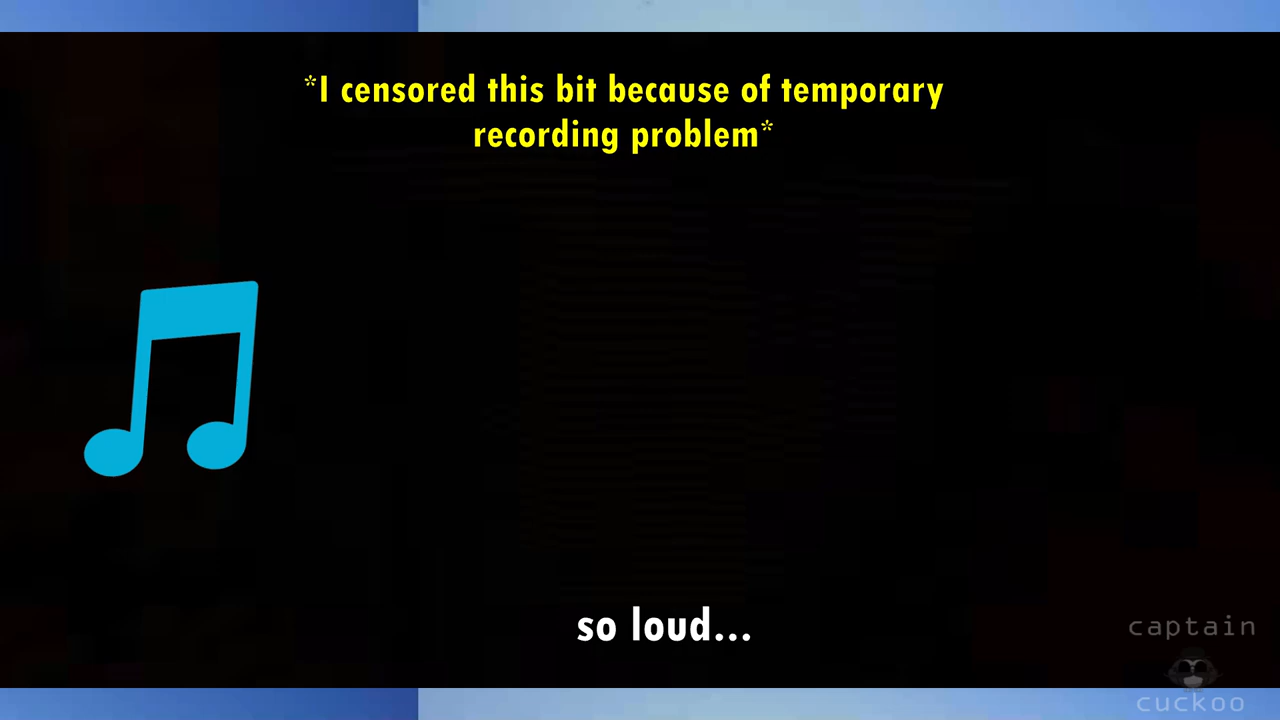 *I censored this bit because of temporary
recording problem*
so loud...
captain
cuckoo